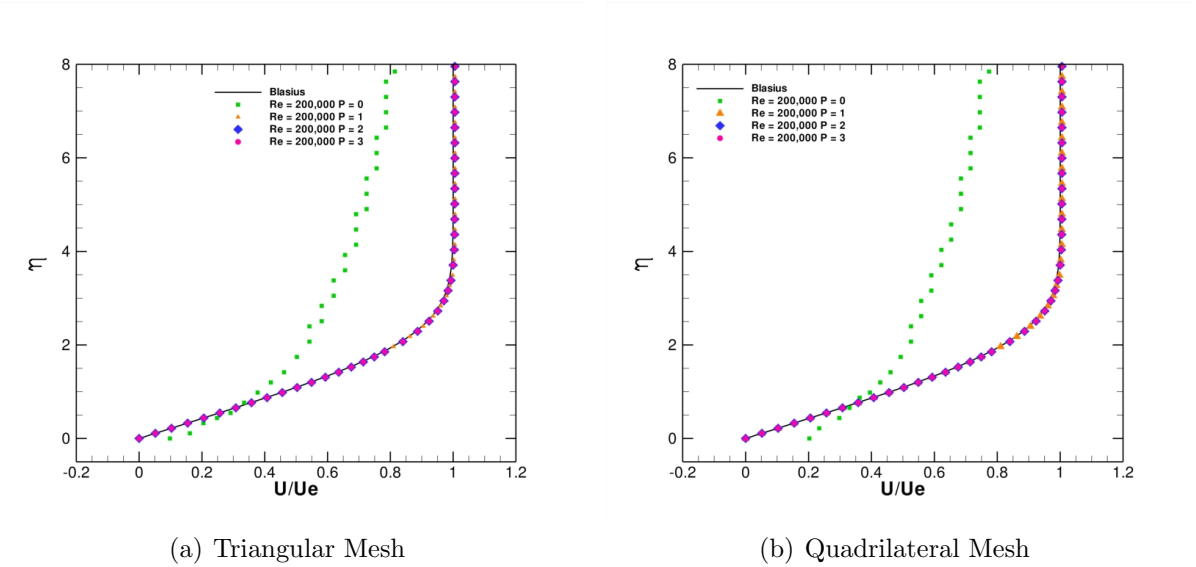 8
6
4
2
0
η
-0.2 0 0.2 0.4 0.6 0.8 1 1.2
U/Ue
Blasius
Re = 200,000 P = 0
Re = 200,000 P = 1
Re = 200,000 P = 2
Re = 200,000 P = 3
(a) Triangular Mesh
8
6
4
2
0
η
-0.2 0 0.2 0.4 0.6 0.8 1 1.2
U/Ue
Blasius
Re = 200,000 P = 0
Re = 200,000 P = 1
Re = 200,000 P = 2
Re = 200,000 P = 3
(b) Quadrilateral Mesh